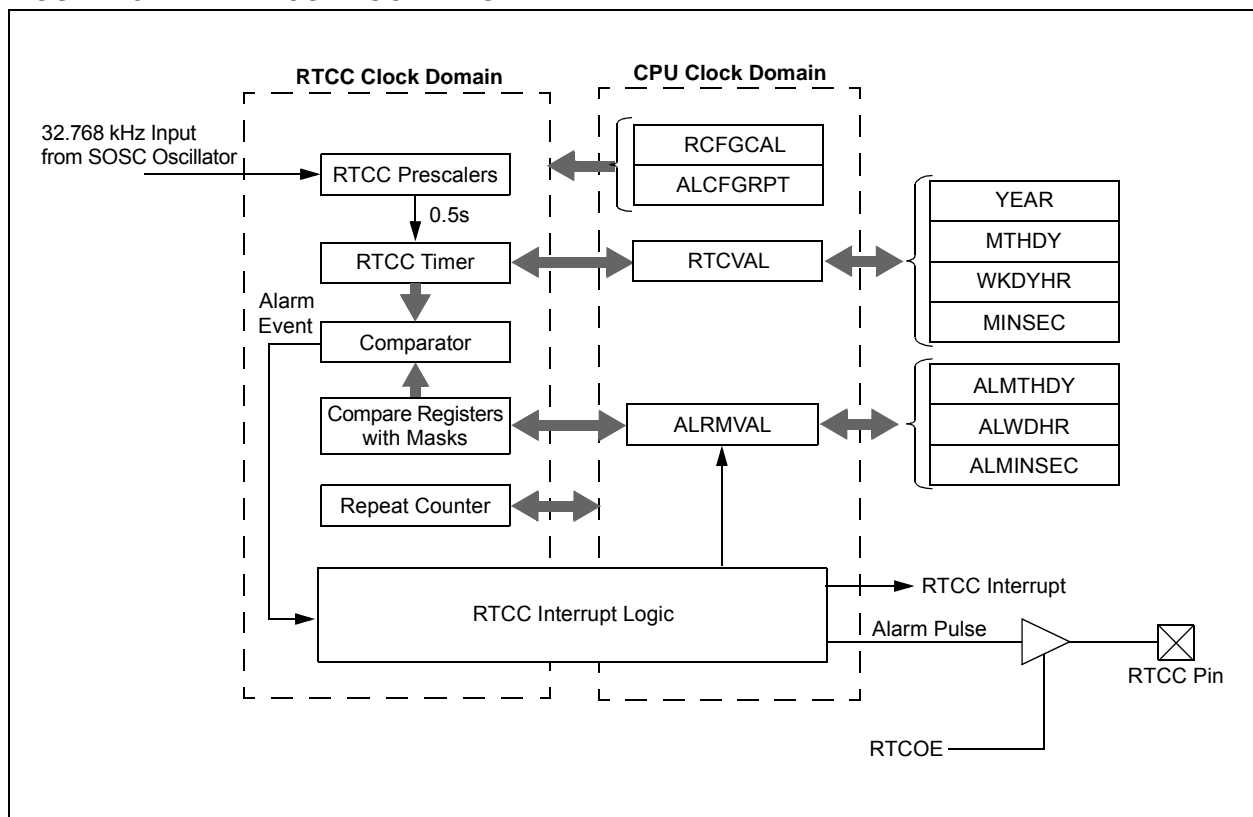 RTCC Clock Domain
CPU Clock Domain
32.768 kHz Input
from SOSC Oscillator
RTCC Prescalers
0.5s
RTCC Timer
Alarm
Event
Comparator
Compare Registers
with Masks
Repeat Counter
RCFGCAL
ALCFGRPT
RTCVAL
ALRMVAL
YEAR
MTHDY
WKDYHR
MINSEC
ALMTHDY
ALWDHR
ALMINSEC
RTCC Interrupt Logic
RTCC Interrupt
Alarm Pulse
RTCC Pin
RTCOE